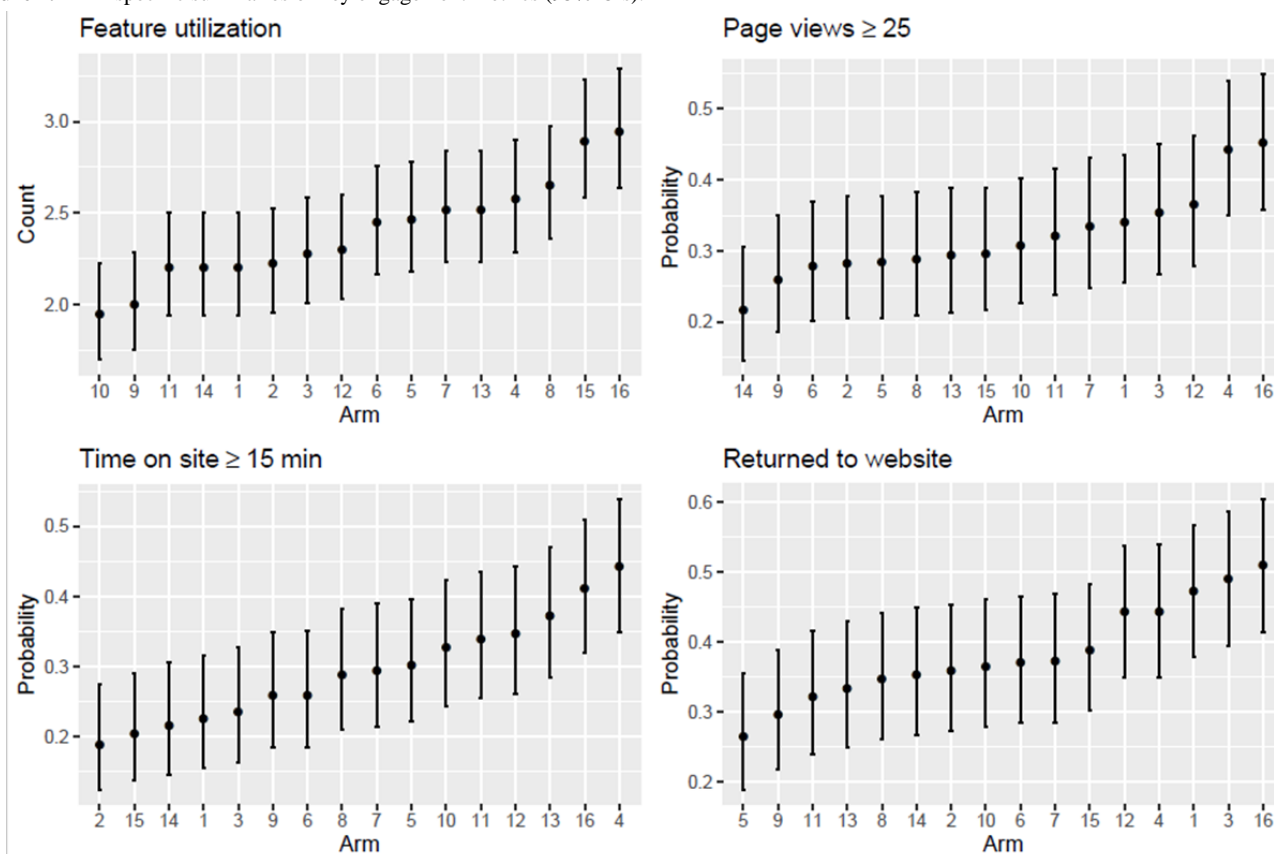 Feature utilization
Count
3.0
2.5
2.0
10 9 11 14 1 2 3 12 6 5 7 13 4 8 15 16
Arm
Page views ≥ 25
Probability
0.5
0.4
0.3
0.2
14 9 6 2 5 8 13 15 10 11 7 1 3 12 4 16
Arm
Time on site ≥ 15 min
Probability
0.5
0.4
0.3
0.2
2 15 14 1 3 9 6 8 7 5 10 11 12 13 16 4
Arm
Returned to website
Probability
0.6
0.5
0.4
0.3
0.2
5 9 11 13 8 14 2 10 6 7 15 12 4 1 3 16
Arm